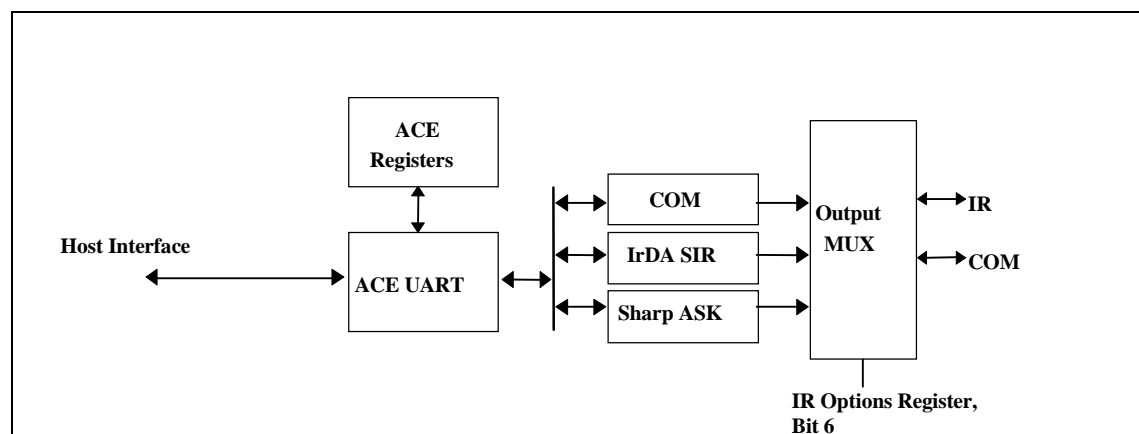 ACE
Registers
Host Interface
ACE UART
COM
IrDA SIR
Sharp ASK
Output
MUX
IR
COM
IR Options Register,
Bit 6